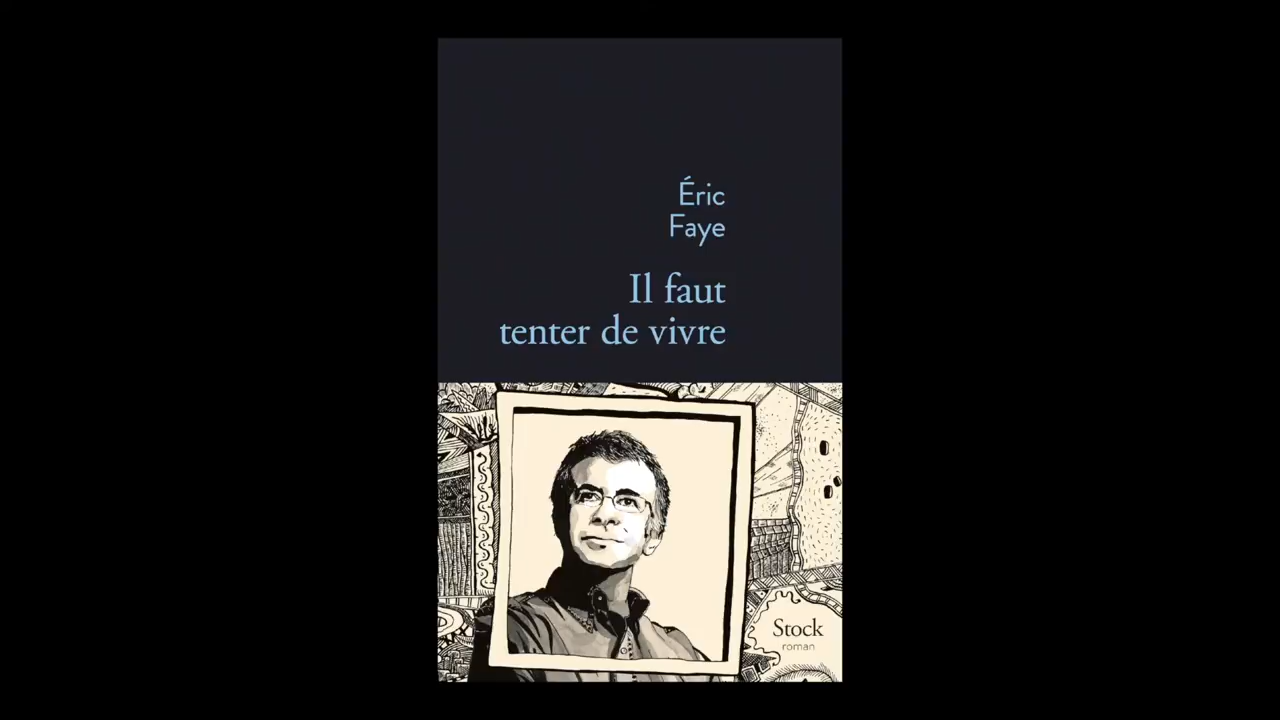 Éric
Faye
Il faut
tenter de vivre
Stock
roman